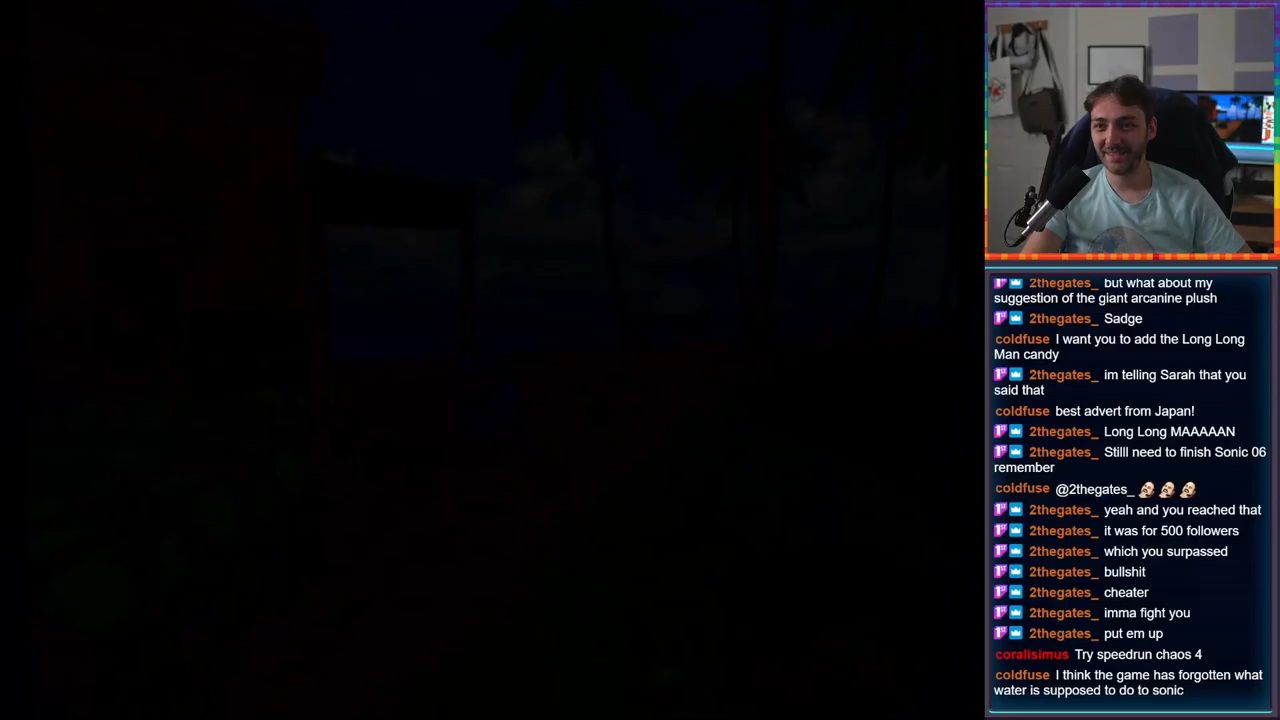 2thegates_ but what about my
suggestion of the giant arcanine plush
2thegates_ Sadge
coldfuse I want you to add the Long Long
Man candy
2thegates_ im telling Sarah that you
said that
coldfuse best advert from Japan!
2thegates_ Long Long MAAAAAN
2thegates_ Stilll need to finish Sonic 06
remember
coldfuse @2thegates_
2thegates_ yeah and you reached that
2thegates_ it was for 500 followers
2thegates_ which you surpassed
2thegates_ bullshit
2thegates_ cheater
2thegates_ imma fight you
2thegates_ put em up
coralisimus Try speedrun chaos 4
coldfuse I think the game has forgotten what
water is supposed to do to sonic